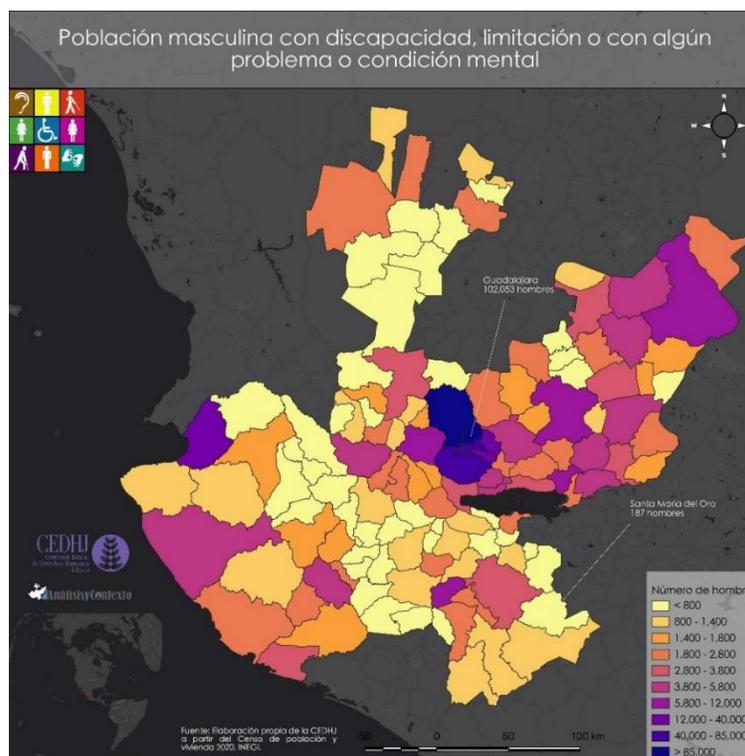 Población masculina con discapacidad, limitación o con algún
problema o condición mental
N
W
S
Guadalajara
102,053 hombres
Santa María del Oro
187 hombres
CEDHJ
AnálisisyContexto
Número de homb
< 800
800 - 1,400
1,400 - 1,800
1,800 - 2,800
2,800 - 3,800
3,800 - 5,800
5,800 - 12,000
12,000 - 40,000
40,000 - 85,000
> 85,000
Fuente: Elaboración propia de la CEDHJ
a partir del Censo de población y
vivienda 2020, INEGI.
50
0
50
100 km